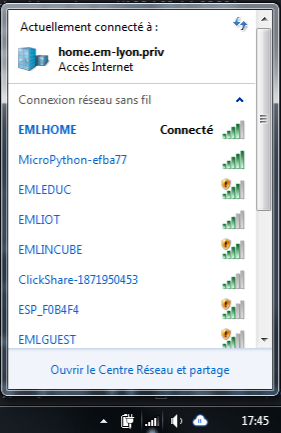 Actuellement connecté à :
home.em-lyon.priv
Accès Internet
Connexion réseau sans fil
EMLHOME Connecté
MicroPython-efba77
EMLEDUC
EMLIOT
EMLINCUBE
ClickShare-1871950453
ESP_F0B4F4
EMLGUEST
Ouvrir le Centre Réseau et partage
17:45